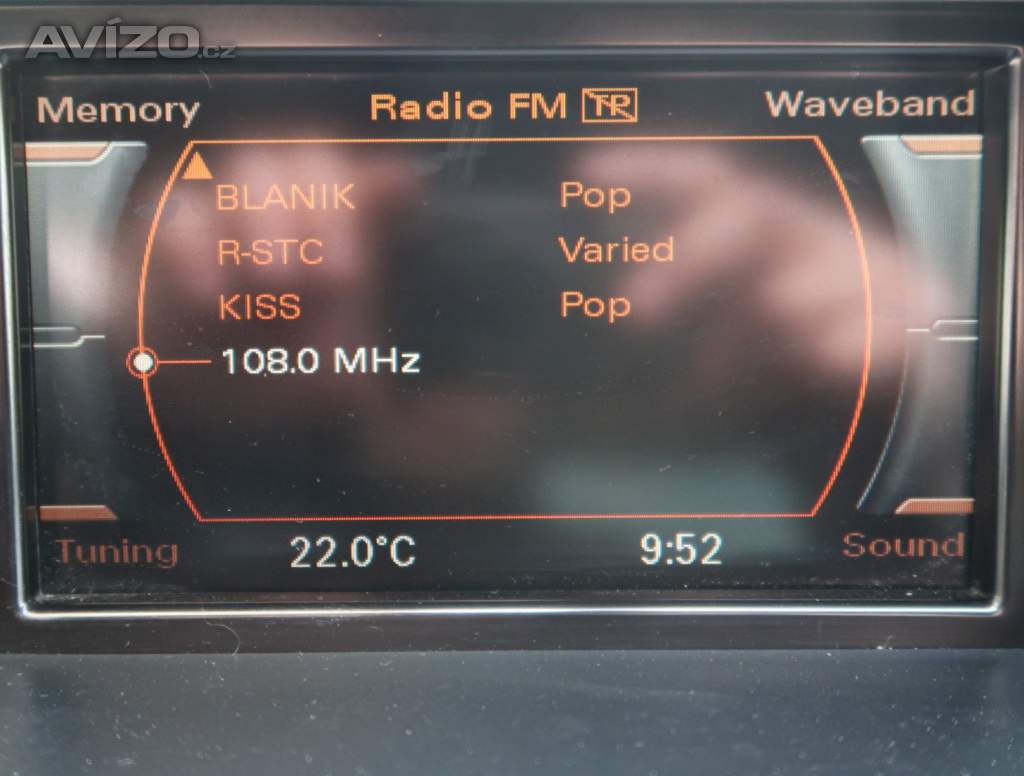 AVÍZO.cz
Memory Radio FM TP Waveband
BLANIK Pop
R-STC Varied
KISS Pop
108.0 MHz
Tuning 22.0°C 9:52 Sound